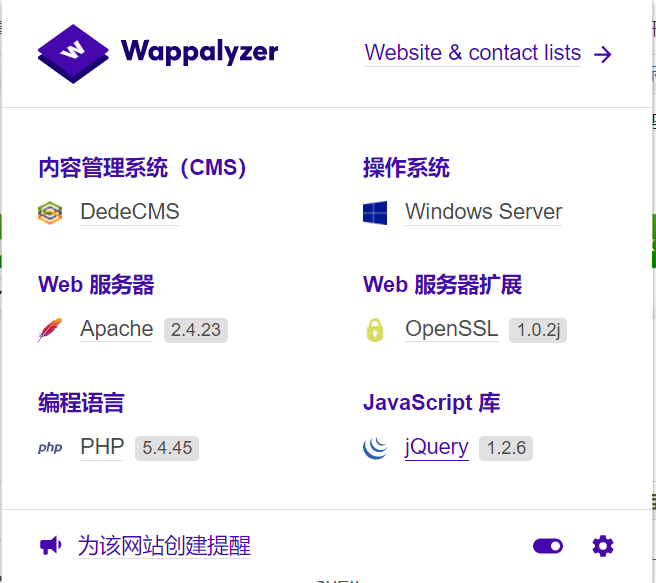 Wappalyzer
Website & contact lists →
内容管理系统（CMS）
DedeCMS
操作系统
Windows Server
Web 服务器
Apache 2.4.23
Web 服务器扩展
OpenSSL 1.0.2j
编程语言
php PHP 5.4.45
JavaScript 库
jQuery 1.2.6
为该网站创建提醒